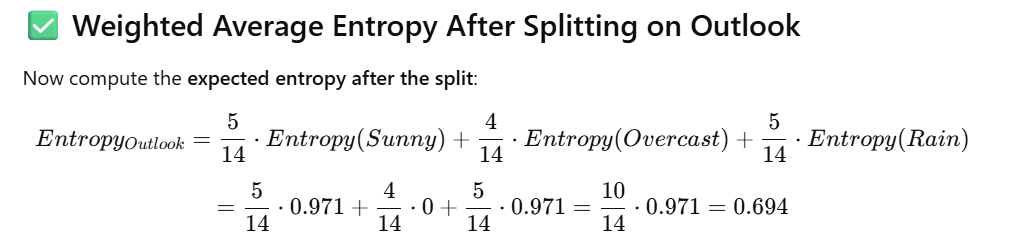 ✅ Weighted Average Entropy After Splitting on Outlook
Now compute the expected entropy after the split:
Entropy_Outlook = 5/14 · Entropy(Sunny) + 4/14 · Entropy(Overcast) + 5/14 · Entropy(Rain)
= 5/14 · 0.971 + 4/14 · 0 + 5/14 · 0.971 = 10/14 · 0.971 = 0.694